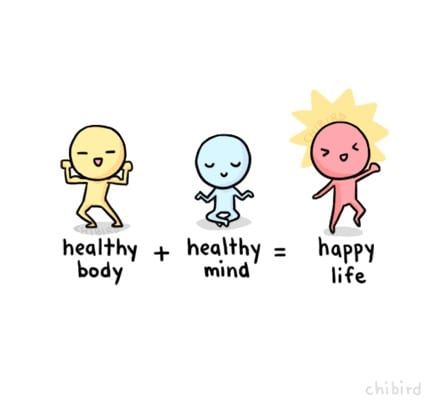 healthy + healthy = happy
body mind life
chibird